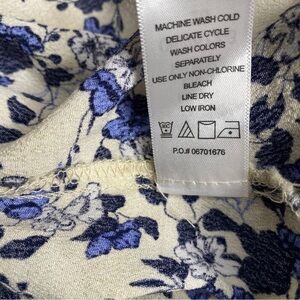 MACHINE WASH COLD
DELICATE CYCLE
WASH COLORS
SEPARATELY
USE ONLY NON-CHLORINE
BLEACH
LINE DRY
LOW IRON
P.O.# 06701676